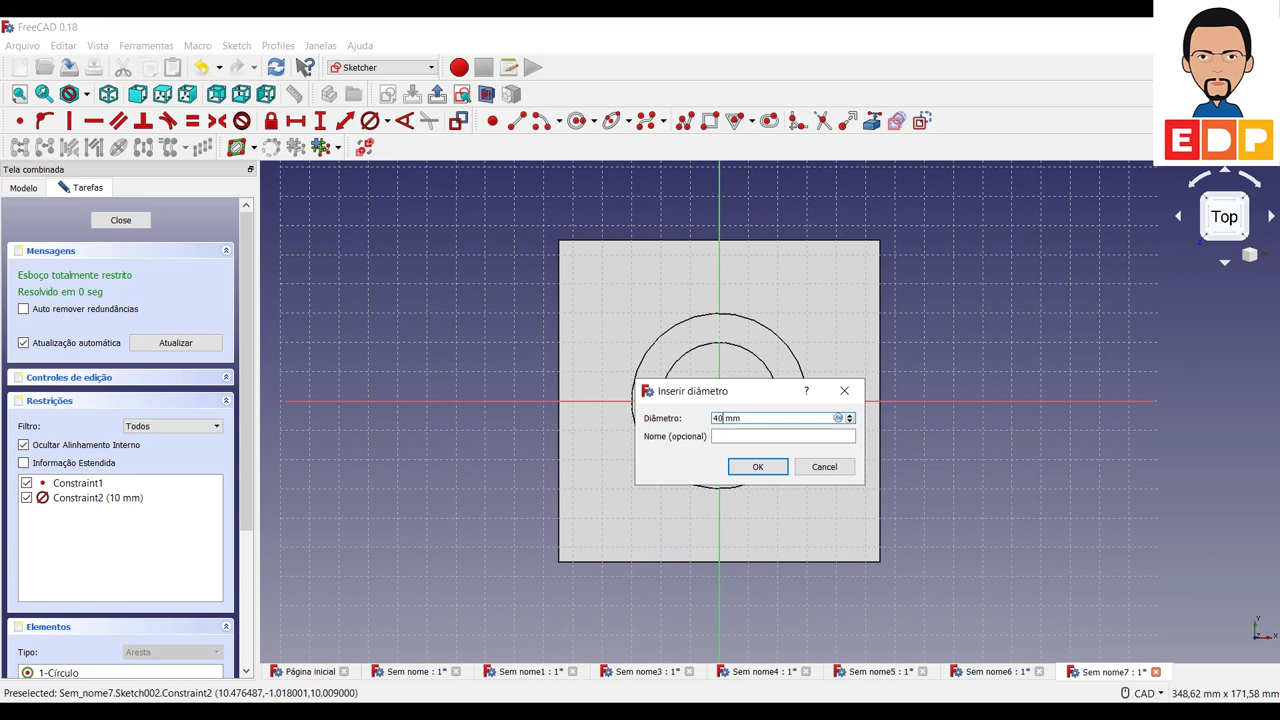 FreeCAD 0.18
Arquivo Editar Vista Ferramentas Macro Sketch Profiles Janelas Ajuda
Sketcher
EDP
Tela combinada
Modelo Tarefas
Close
Mensagens
Esboço totalmente restrito
Resolvido em 0 seg
Auto remover redundâncias
Atualização automática Atualizar
Controles de edição
Restrições
Filtro: Todos
Ocultar Alinhamento Interno
Informação Estendida
Constraint1
Constraint2 (10 mm)
Elementos
Tipo: Aresta
1-Círculo
Top
Inserir diâmetro ?
Diâmetro: 40 mm
Nome (opcional)
OK Cancel
Y
Z X
Página inicial Sem nome : 1* Sem nome1 : 1* Sem nome3 : 1* Sem nome4 : 1* Sem nome5 : 1* Sem nome6 : 1* Sem nome7 : 1*
Preselected: Sem_nome7.Sketch002.Constraint2 (10.476487,-1.018001,10.009000) CAD 348,62 mm x 171,58 mm